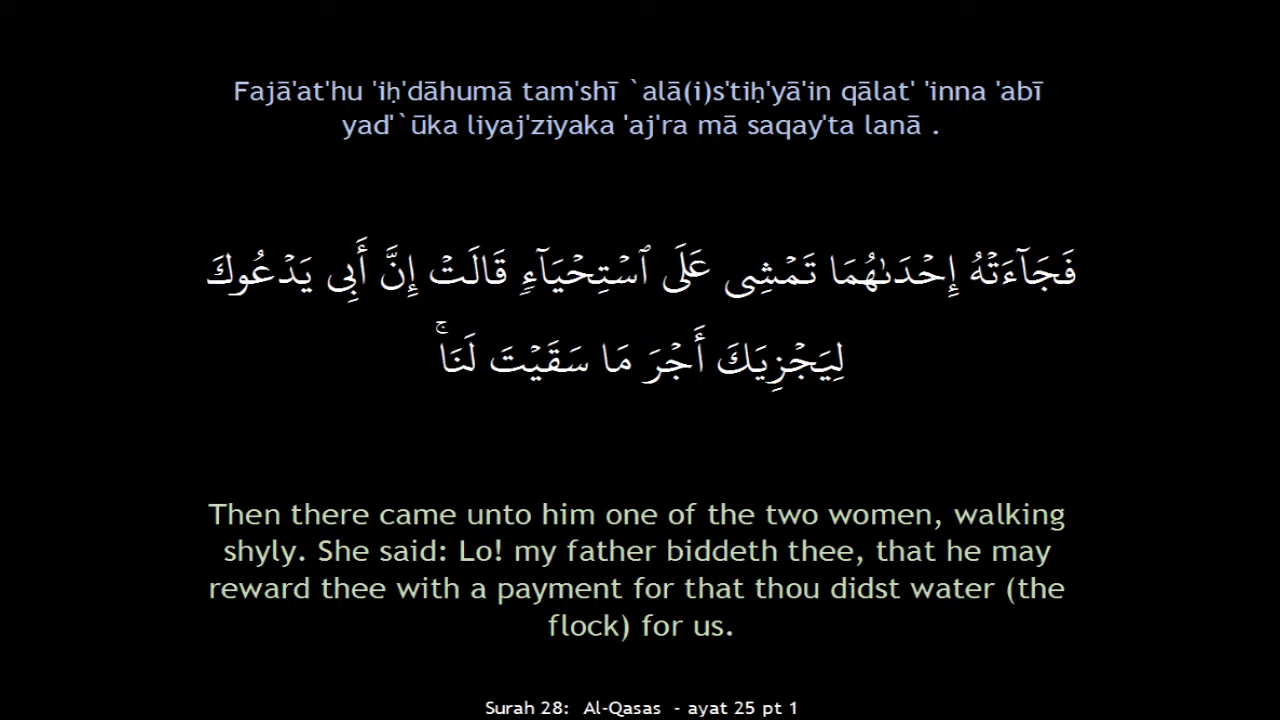 Fajā'at'hu 'iḥ'dāhumā tam'shī `alā(i)s'tiḥ'yā'in qālat' 'inna 'abī
yad'`ūka liyaj'ziyaka 'aj'ra mā saqay'ta lanā .
فَجَآءَتْهُ إِحْدَىٰهُمَا تَمْشِى عَلَى ٱسْتِحْيَآءٍۢ قَالَتْ إِنَّ أَبِى يَدْعُوكَ
لِيَجْزِيَكَ أَجْرَ مَا سَقَيْتَ لَنَا ۚ
Then there came unto him one of the two women, walking
shyly. She said: Lo! my father biddeth thee, that he may
reward thee with a payment for that thou didst water (the
flock) for us.
Surah 28: Al-Qasas - ayat 25 pt 1